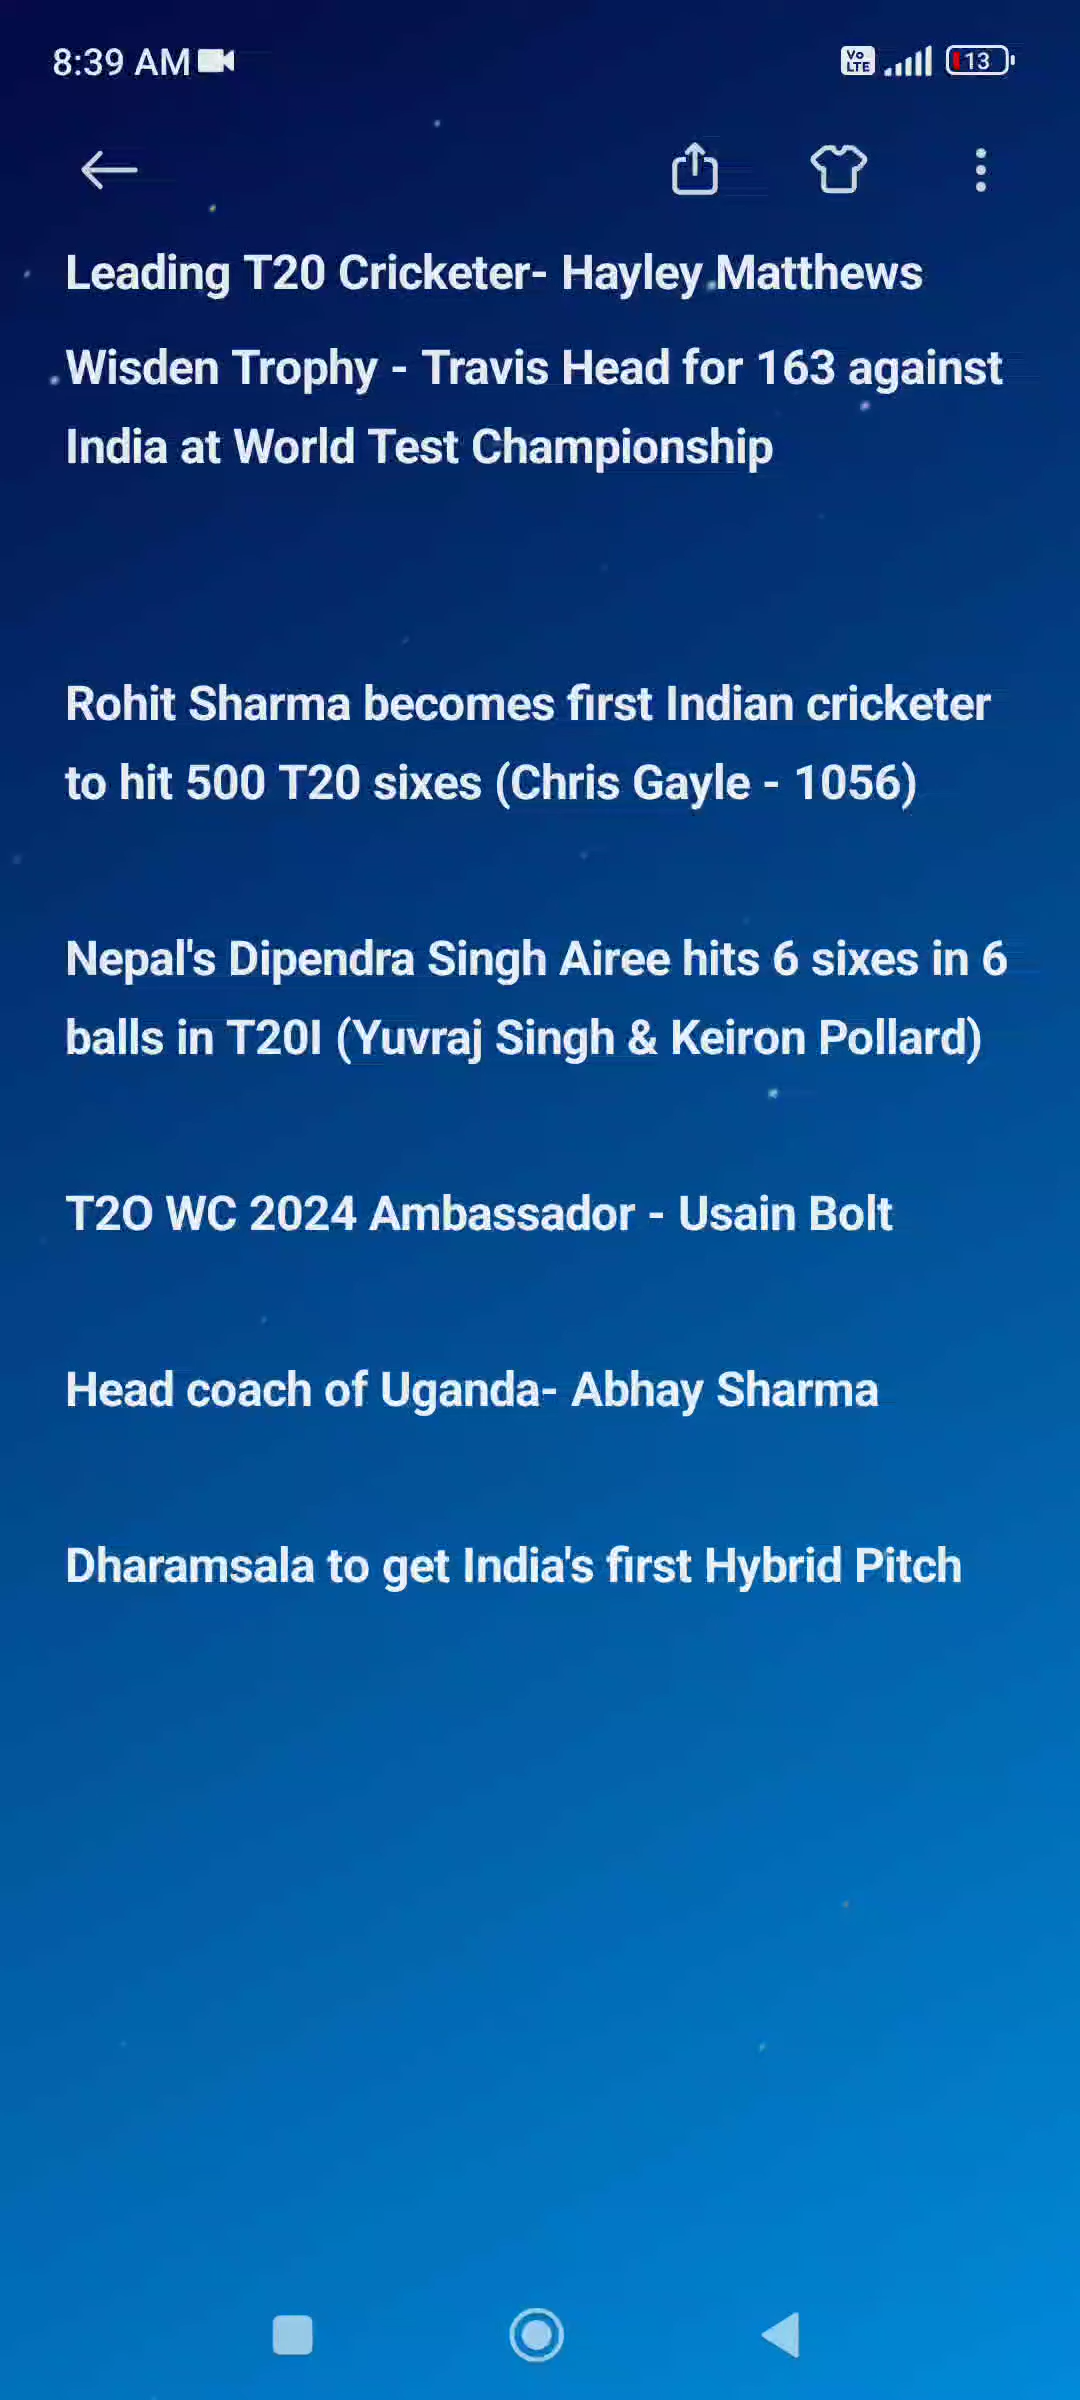 8:39 AM
Vo LTE
13
Leading T20 Cricketer- Hayley Matthews
Wisden Trophy - Travis Head for 163 against
India at World Test Championship
Rohit Sharma becomes first Indian cricketer
to hit 500 T20 sixes (Chris Gayle - 1056)
Nepal's Dipendra Singh Airee hits 6 sixes in 6
balls in T20I (Yuvraj Singh & Keiron Pollard)
T2O WC 2024 Ambassador - Usain Bolt
Head coach of Uganda- Abhay Sharma
Dharamsala to get India's first Hybrid Pitch